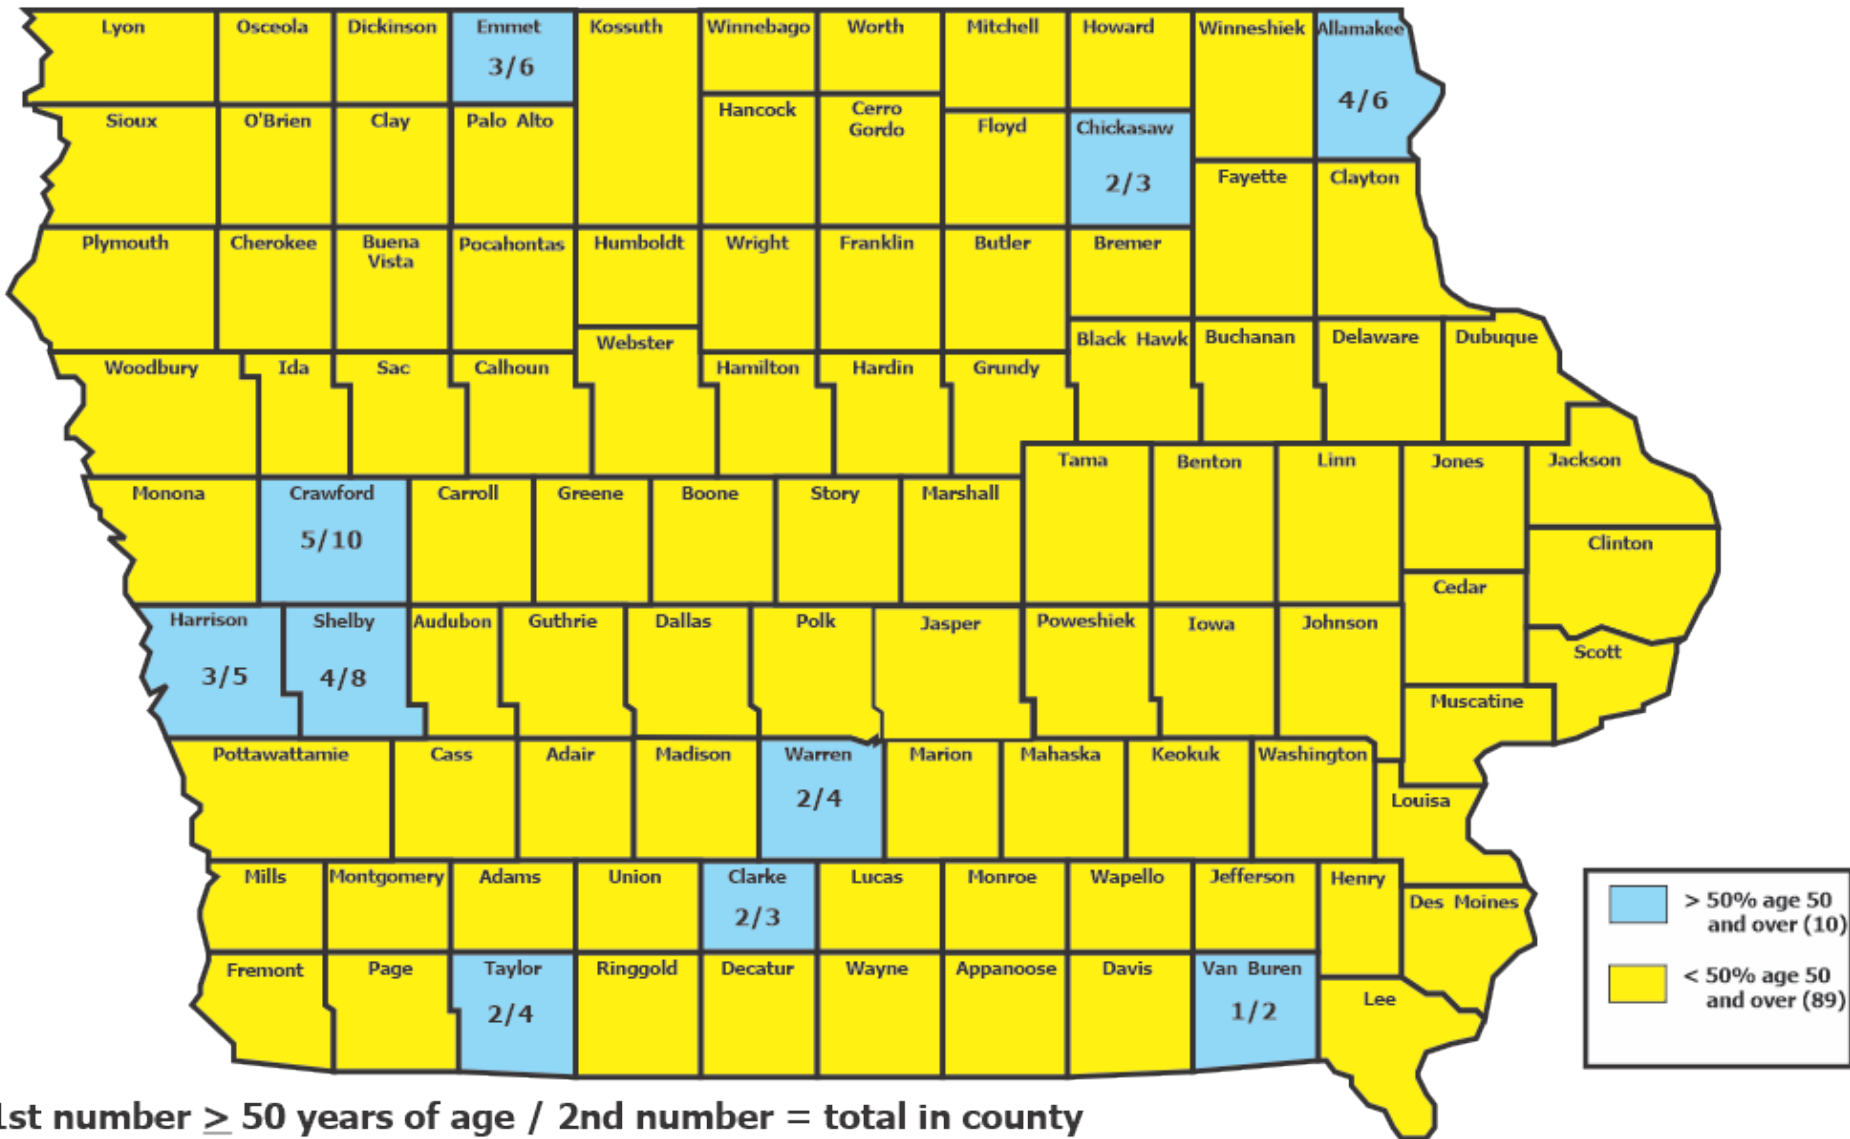 Lyon
Osceola
Dickinson
Emmet
3/6
Kossuth
Winnebago
Worth
Mitchell
Howard
Winneshiek
Allamakee
4/6
Sioux
O'Brien
Clay
Palo Alto
Hancock
Cerro
Gordo
Floyd
Chickasaw
2/3
Fayette
Clayton
Plymouth
Cherokee
Buena
Vista
Pocahontas
Humboldt
Wright
Franklin
Butler
Bremer
Woodbury
Ida
Sac
Calhoun
Webster
Hamilton
Hardin
Grundy
Black Hawk
Buchanan
Delaware
Dubuque
Monona
Crawford
5/10
Carroll
Greene
Boone
Story
Marshall
Tama
Benton
Linn
Jones
Jackson
Clinton
Cedar
Harrison
3/5
Shelby
4/8
Audubon
Guthrie
Dallas
Polk
Jasper
Poweshiek
Iowa
Johnson
Scott
Muscatine
Pottawattamie
Cass
Adair
Madison
Warren
2/4
Marion
Mahaska
Keokuk
Washington
Louisa
Mills
Montgomery
Adams
Union
Clarke
2/3
Lucas
Monroe
Wapello
Jefferson
Henry
Des Moines
Fremont
Page
Taylor
2/4
Ringgold
Decatur
Wayne
Appanoose
Davis
Van Buren
1/2
Lee
> 50% age 50
and over (10)
< 50% age 50
and over (89)
1st number ≥ 50 years of age / 2nd number = total in county